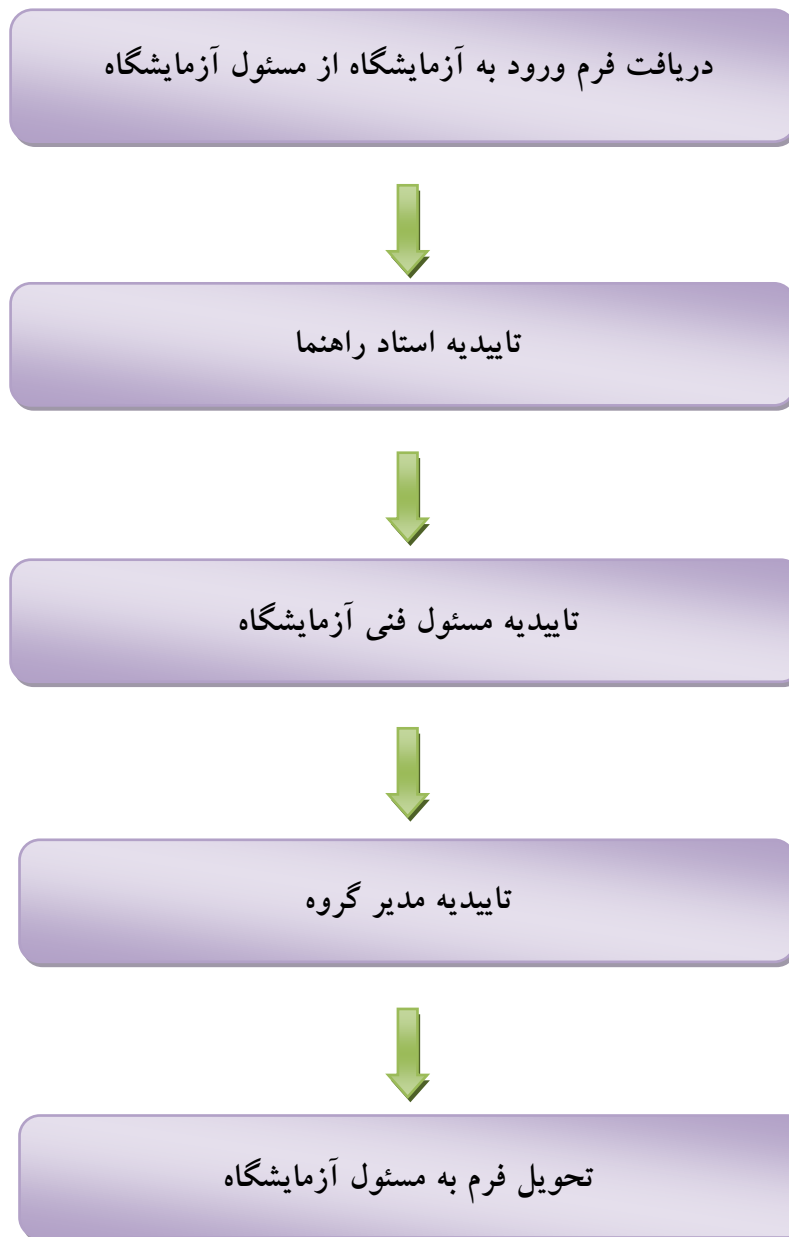 دریافت فرم ورود به آزمایشگاه از مسئول آزمایشگاه
تاییدیه استاد راهنما
تاییدیه مسئول فنی آزمایشگاه
تاییدیه مدیر گروه
تحویل فرم به مسئول آزمایشگاه